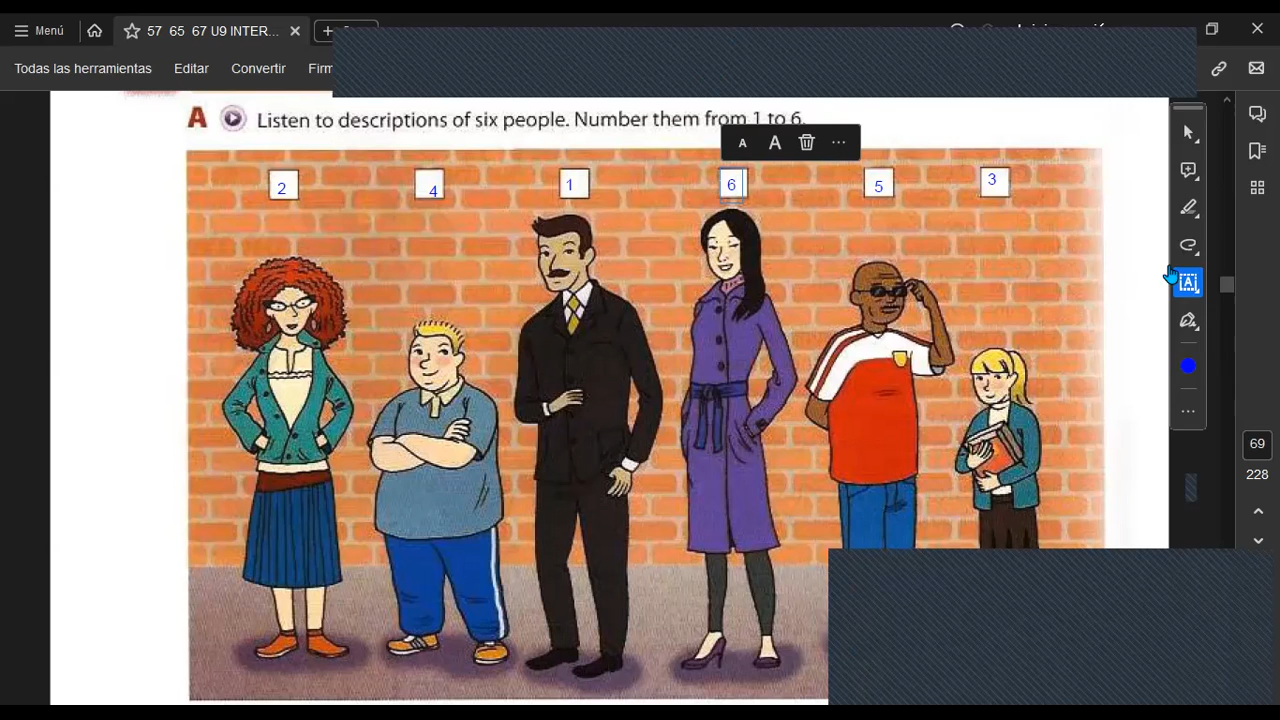 Menú
57 65 67 U9 INTER...
Todas las herramientas
Editar
Convertir
A Listen to descriptions of six people. Number them from 1 to 6.
A A ...
2 4 1 6 5 3
A
69
228